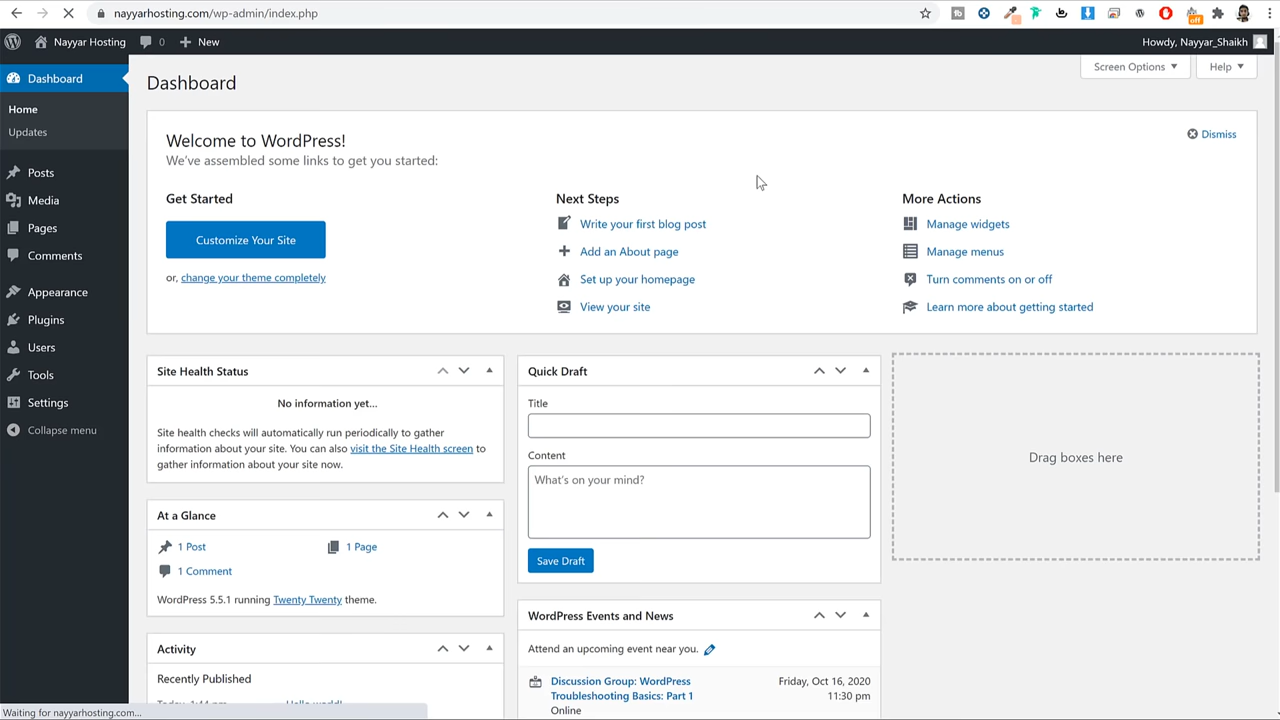 nayyarhosting.com/wp-admin/index.php
off
Nayyar Hosting
0
New
Howdy, Nayyar_Shaikh
Dashboard
Home
Updates
Posts
Media
Pages
Comments
Appearance
Plugins
Users
Tools
Settings
Collapse menu
Dashboard
Screen Options
Help
Welcome to WordPress!
We've assembled some links to get you started:
Dismiss
Get Started
Customize Your Site
or, change your theme completely
Next Steps
Write your first blog post
Add an About page
Set up your homepage
View your site
More Actions
Manage widgets
Manage menus
Turn comments on or off
Learn more about getting started
Site Health Status
No information yet...
Site health checks will automatically run periodically to gather
information about your site. You can also visit the Site Health screen to
gather information about your site now.
At a Glance
1 Post
1 Page
1 Comment
WordPress 5.5.1 running Twenty Twenty theme.
Activity
Recently Published
Today, 1:44 pm
Hello world!
Quick Draft
Title
Content
What's on your mind?
Save Draft
WordPress Events and News
Attend an upcoming event near you.
Discussion Group: WordPress
Troubleshooting Basics: Part 1
Online
Friday, Oct 16, 2020
11:30 pm
Drag boxes here
Waiting for nayyarhosting.com...